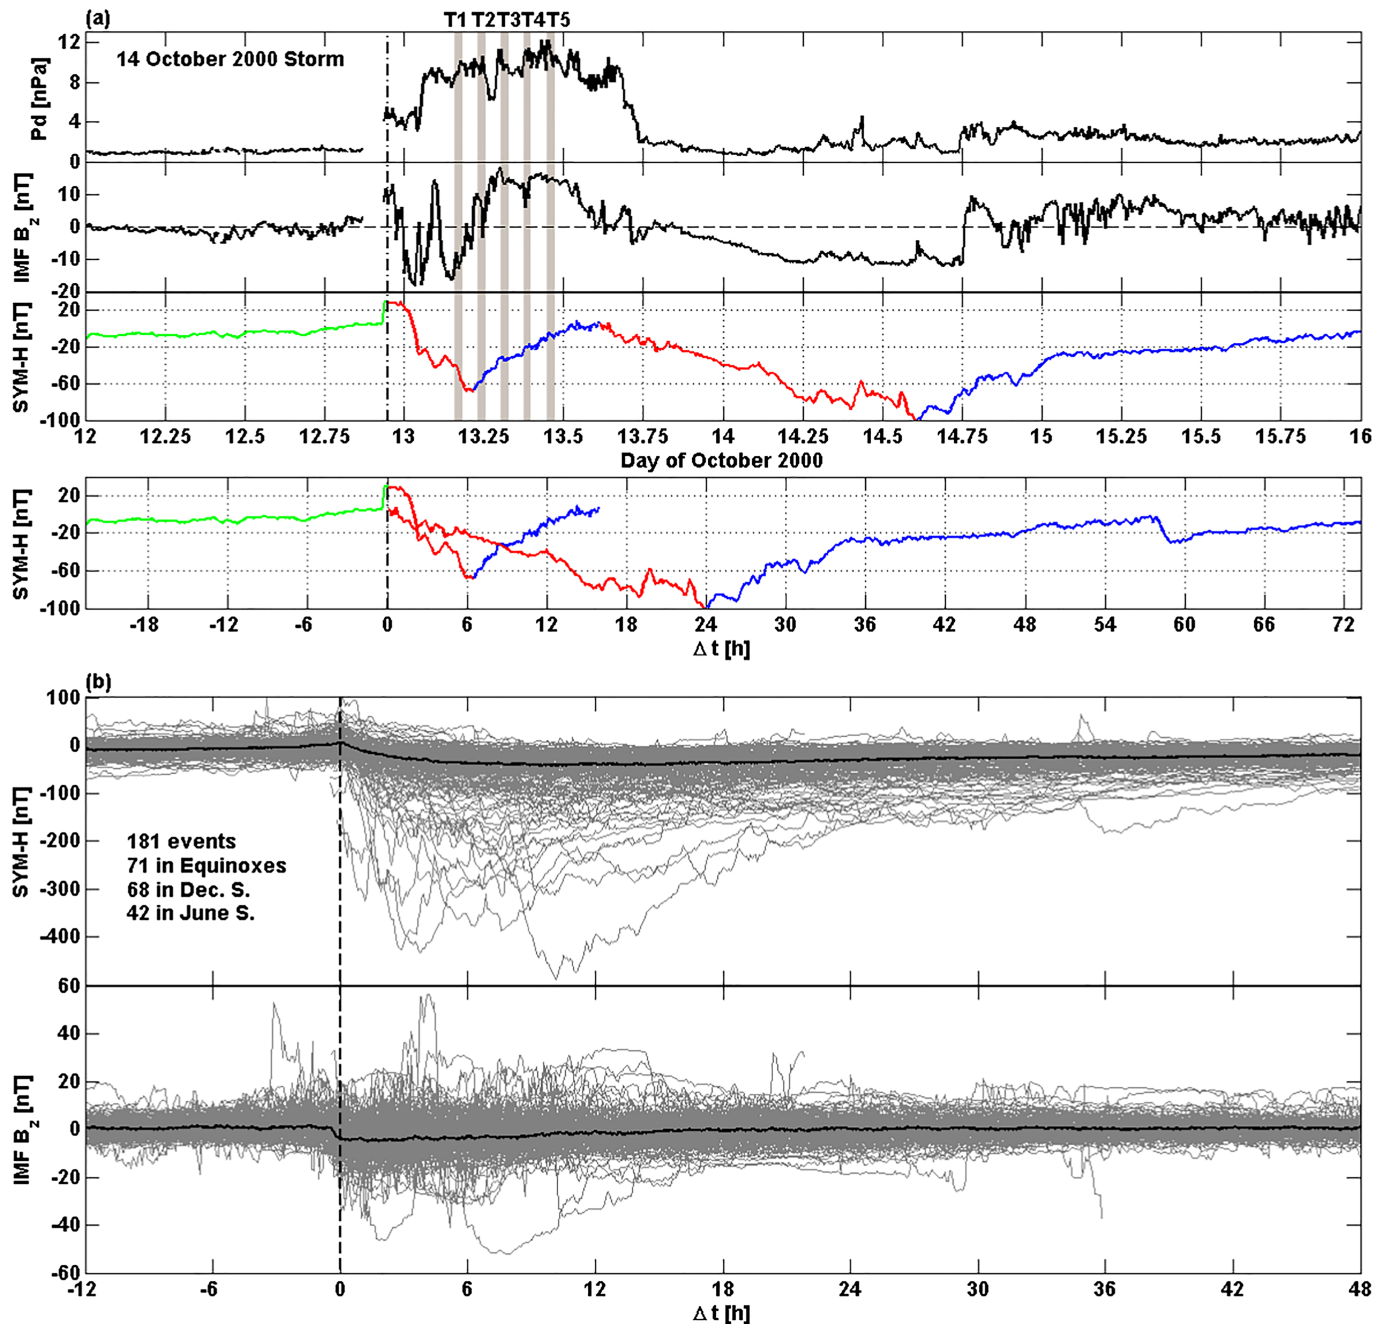 (a)
T1 T2 T3 T4 T5
14 October 2000 Storm
12
8
4
0
Pd [nPa]
10
0
-10
-20
IMF Bz [nT]
20
-20
-60
-100
SYM-H [nT]
12 12.25 12.5 12.75 13 13.25 13.5 13.75 14 14.25 14.5 14.75 15 15.25 15.5 15.75 16
Day of October 2000
20
-20
-60
-100
SYM-H [nT]
-18 -12 -6 0 6 12 18 24 30 36 42 48 54 60 66 72
Δ t [h]
(b)
100
0
-100
-200
-300
-400
SYM-H [nT]
181 events
71 in Equinoxes
68 in Dec. S.
42 in June S.
60
40
20
0
-20
-40
-60
IMF Bz [nT]
-12 -6 0 6 12 18 24 30 36 42 48
Δ t [h]